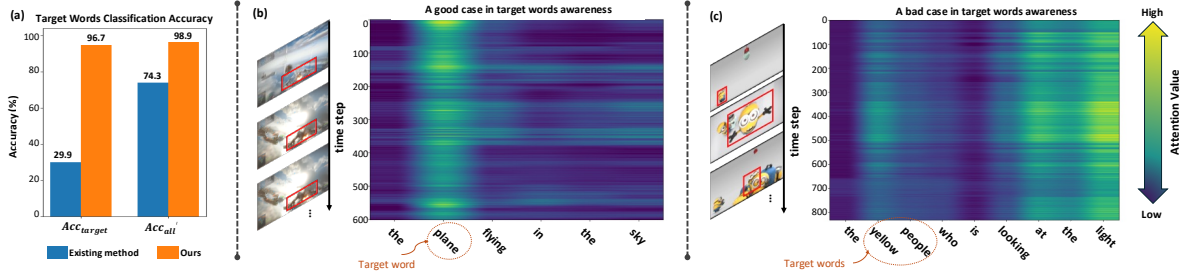 (a)
Target Words Classification Accuracy
Accuracy(%)
100
80
60
40
20
0
29.9
96.7
74.3
98.9
Acc_target
Acc_all
Existing method
Ours
(b)
A good case in target words awareness
time step
0
100
200
300
400
500
600
the
plane
flying
in
the
sky
Target word
(c)
A bad case in target words awareness
time step
0
100
200
300
400
500
600
700
800
the
yellow
people
who
is
looking
at
the
light
Target words
High
Attention Value
Low